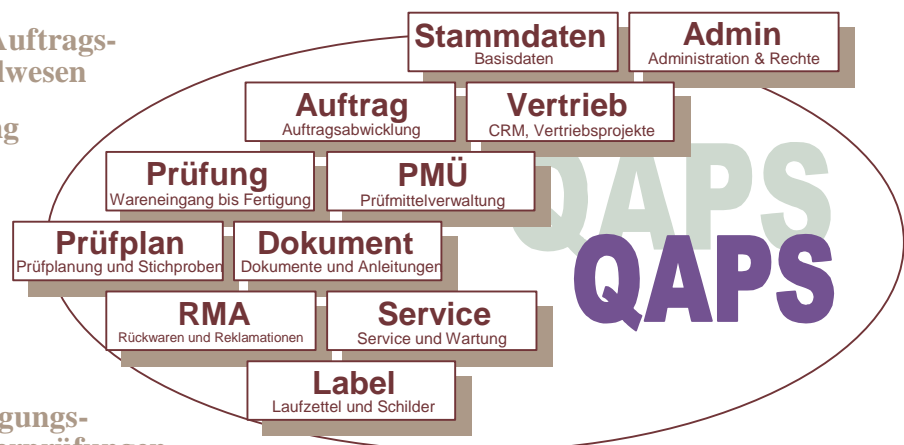 Auftrags-
Stammdaten
Basisdaten
Admin
Administration & Rechte
Auftrag
Auftragsabwicklung
Vertrieb
CRM, Vertriebsprojekte
Prüfung
Wareneingang bis Fertigung
PMÜ
Prüfmittelverwaltung
Prüfplan
Prüfplanung und Stichproben
Dokument
Dokumente und Anleitungen
QAPS
QAPS
RMA
Rückwaren und Reklamationen
Service
Service und Wartung
Label
Laufzettel und Schilder